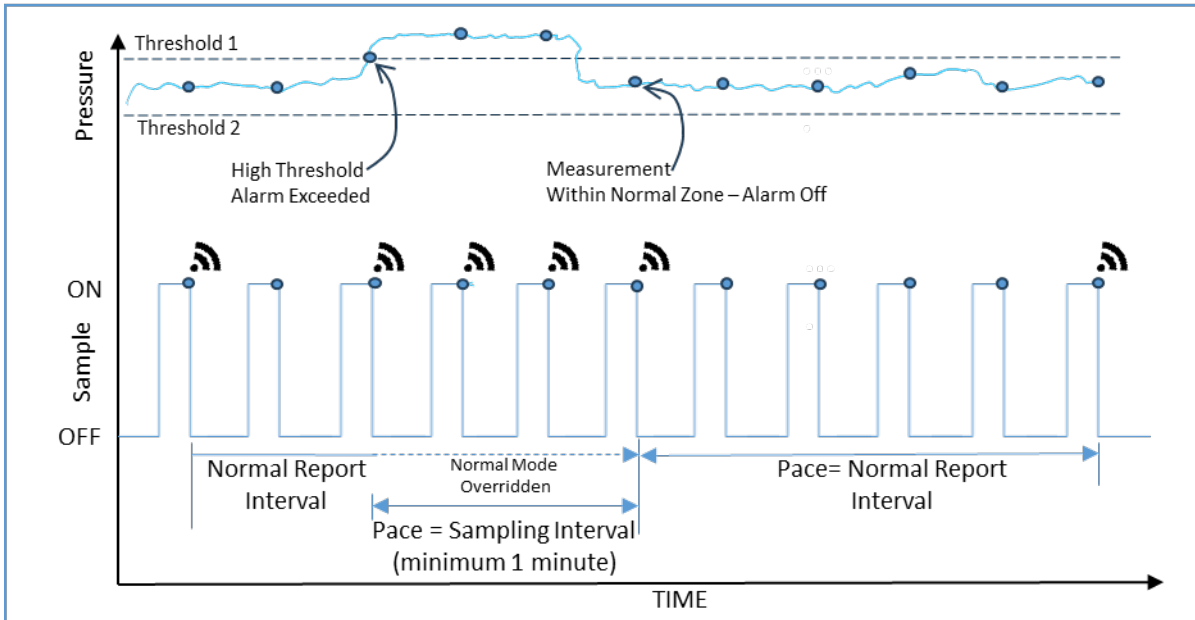 Threshold 1
Pressure
Threshold 2
High Threshold
Alarm Exceeded
Measurement
Within Normal Zone – Alarm Off
ON
Sample
OFF
Normal Report
Interval
Normal Mode
Overridden
Pace= Normal Report
Interval
Pace = Sampling Interval
(minimum 1 minute)
TIME